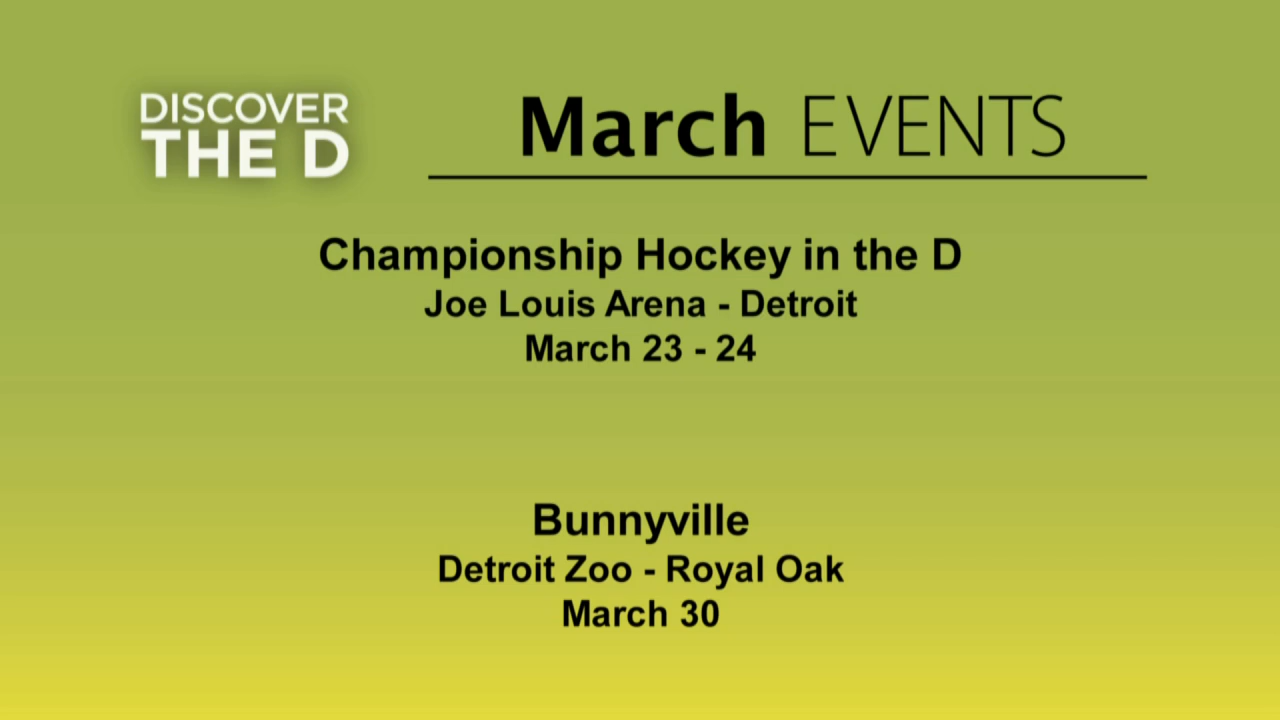 DISCOVER
THE D
March EVENTS
Championship Hockey in the D
Joe Louis Arena - Detroit
March 23 - 24
Bunnyville
Detroit Zoo - Royal Oak
March 30